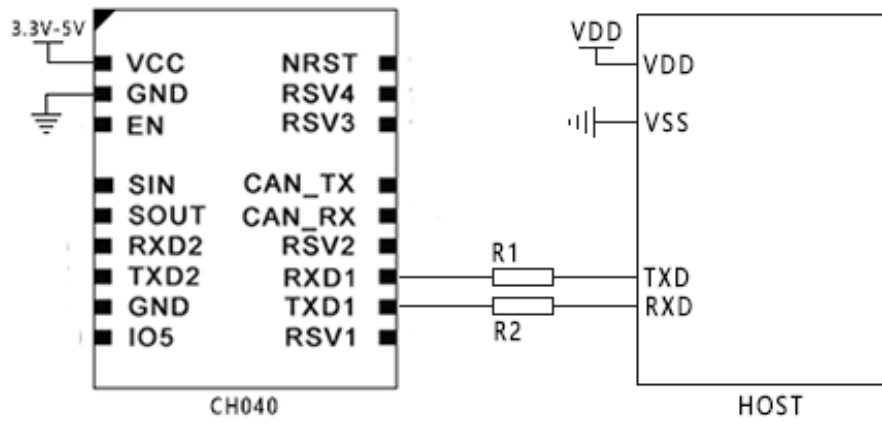 3.3V-5V
VCC NRST
GND RSV4
EN RSV3
SIN CAN_TX
SOUT CAN_RX
RXD2 RSV2
TXD2 RXD1
GND TXD1
IO5 RSV1
CH040
R1
R2
VDD
VDD
VSS
TXD
RXD
HOST